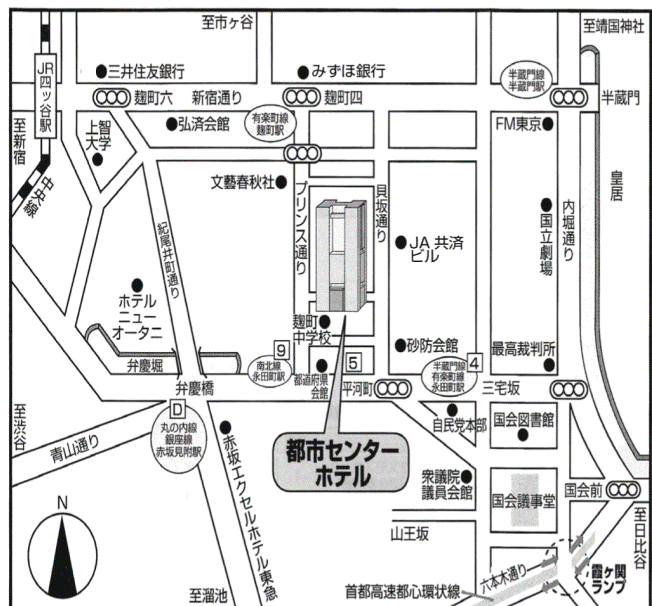 至市ヶ谷
至靖国神社
JR四ッ谷駅
三井住友銀行
みずほ銀行
半蔵門線
半蔵門駅
麹町六
新宿通り
麹町四
半蔵門
至新宿
上智
大学
弘済会館
有楽町線
麹町駅
FM東京
中央線
文藝春秋社
プリンス通り
貝坂通り
皇居
紀尾井町通り
JA 共済
ビル
国立劇場
内堀通り
ホテル
ニュー
オータニ
麹町
中学校
砂防会館
最高裁判所
弁慶堀
9
南北線
永田町駅
都道府県
会館
5
半蔵門線
有楽町線
永田町駅
4
弁慶橋
平河町
三宅坂
至渋谷
D
丸の内線
銀座線
赤坂見附駅
自民党本部
国会図書館
青山通り
赤坂エクセルホテル東急
都市センター
ホテル
衆議院
議員会館
国会議事堂
国会前
山王坂
至日比谷
N
六本木通り
霞ヶ関
ランプ
至溜池
首都高速都心環状線